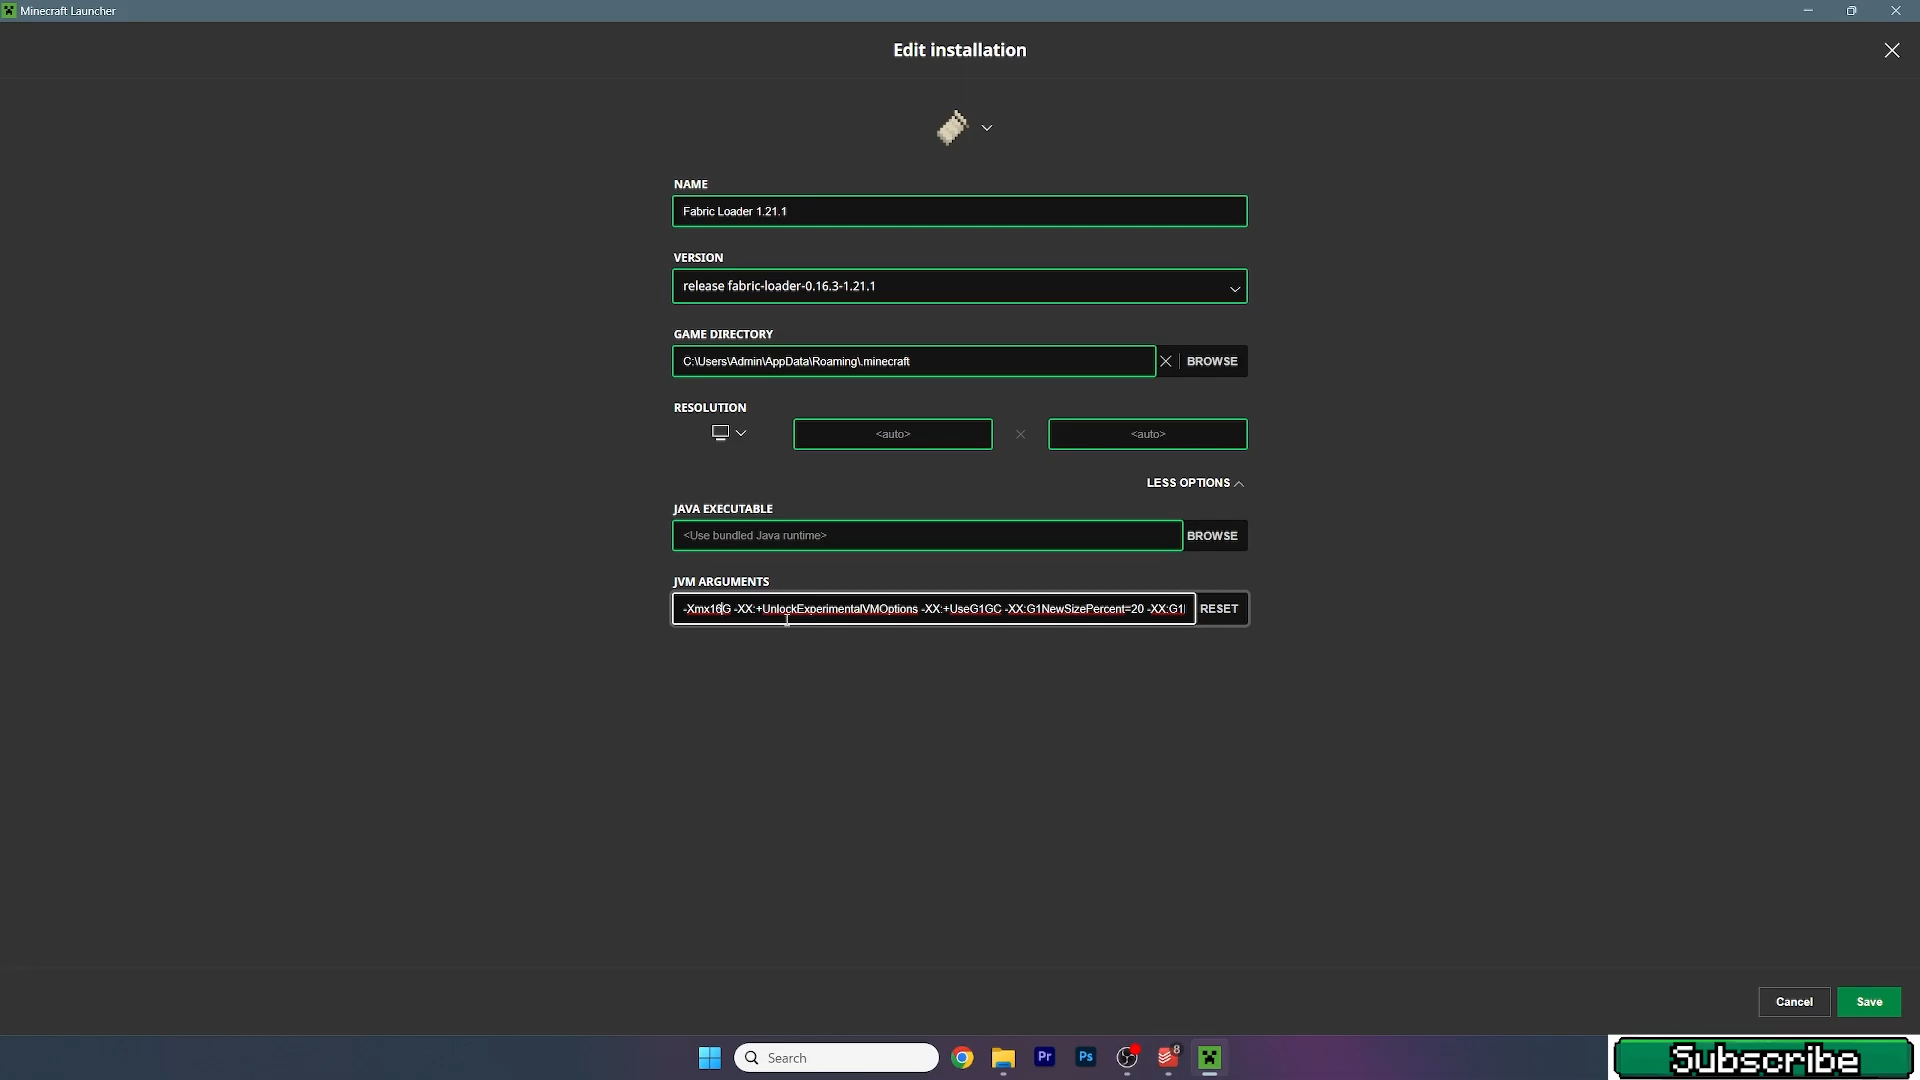 Minecraft Launcher
Edit installation
NAME
Fabric Loader 1.21.1
VERSION
release fabric-loader-0.16.3-1.21.1
GAME DIRECTORY
C:\Users\Admin\AppData\Roaming\.minecraft
BROWSE
RESOLUTION
<auto>
<auto>
LESS OPTIONS
JAVA EXECUTABLE
<Use bundled Java runtime>
BROWSE
JVM ARGUMENTS
-Xmx16G -XX:+UnlockExperimentalVMOptions -XX:+UseG1GC -XX:G1NewSizePercent=20 -XX:G1
RESET
Cancel
Save
Search
Pr
Ps
8
Subscribe